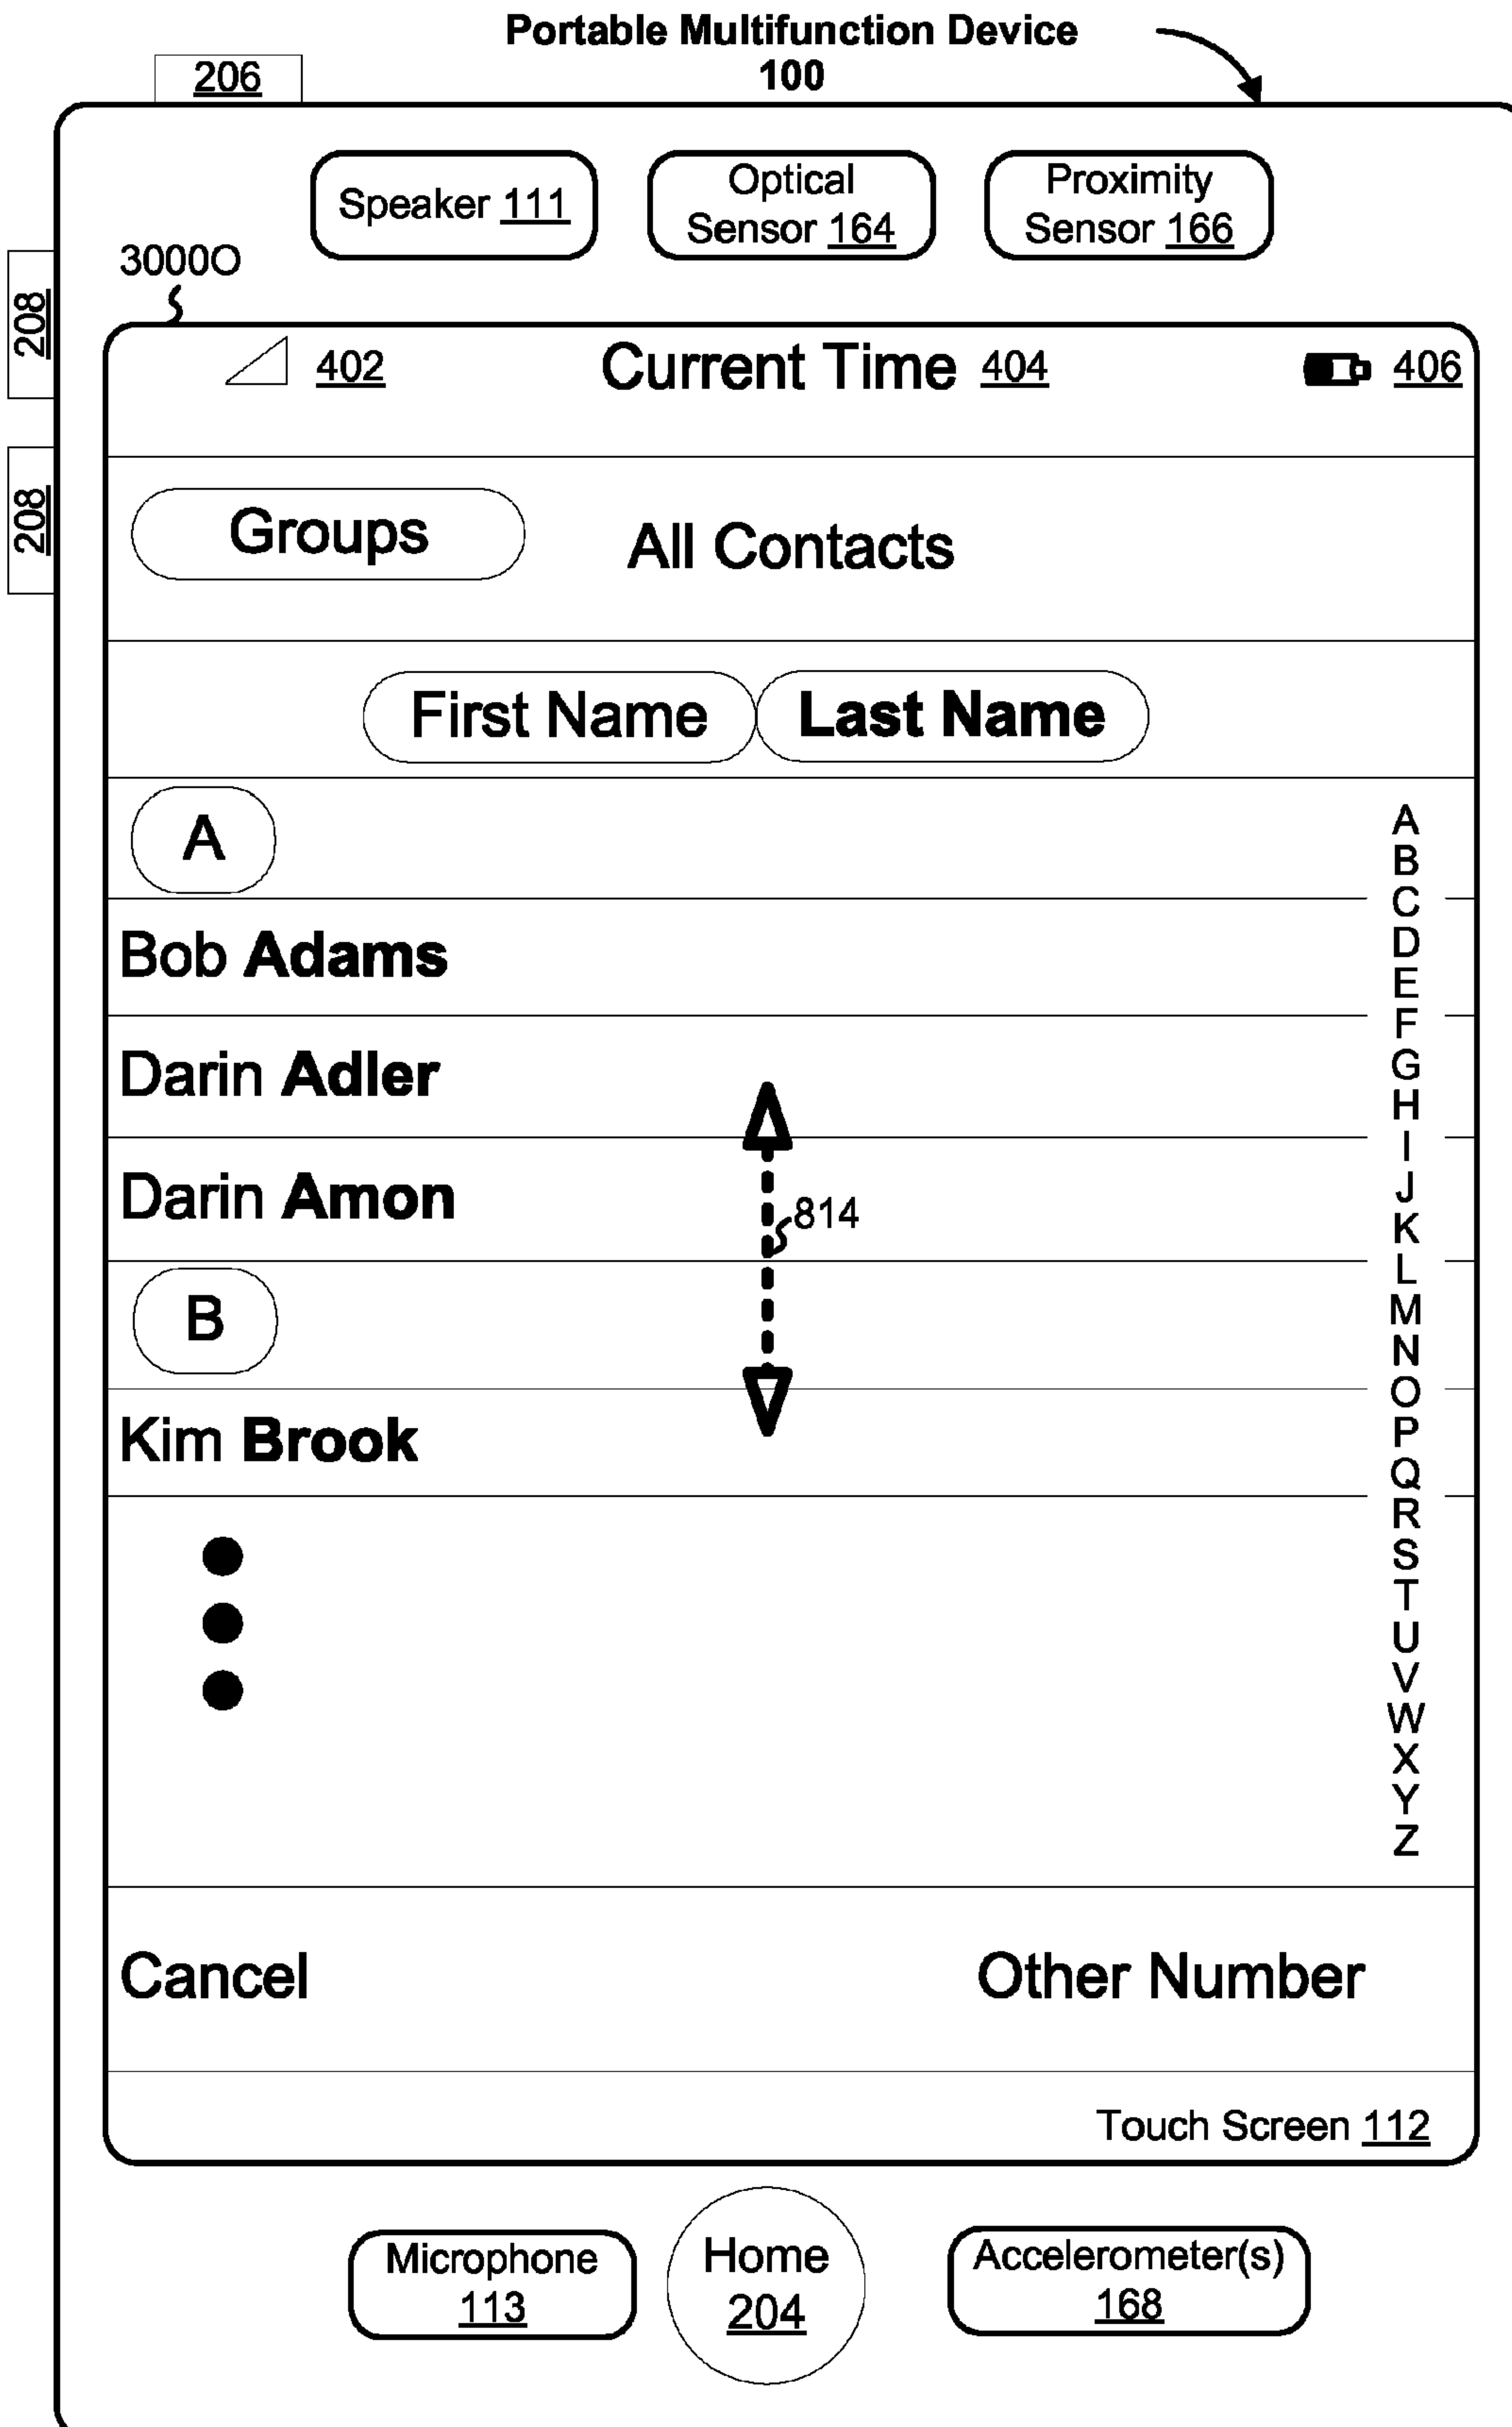 Portable Multifunction Device
100
206
Speaker 111
Optical
Sensor 164
Proximity
Sensor 166
3000O
208
208
402
Current Time 404
406
Groups
All Contacts
First Name
Last Name
A
Bob Adams
Darin Adler
Darin Amon
814
B
Kim Brook
A
B
C
D
E
F
G
H
I
J
K
L
M
N
O
P
Q
R
S
T
U
V
W
X
Y
Z
Cancel
Other Number
Touch Screen 112
Microphone
113
Home
204
Accelerometer(s)
168